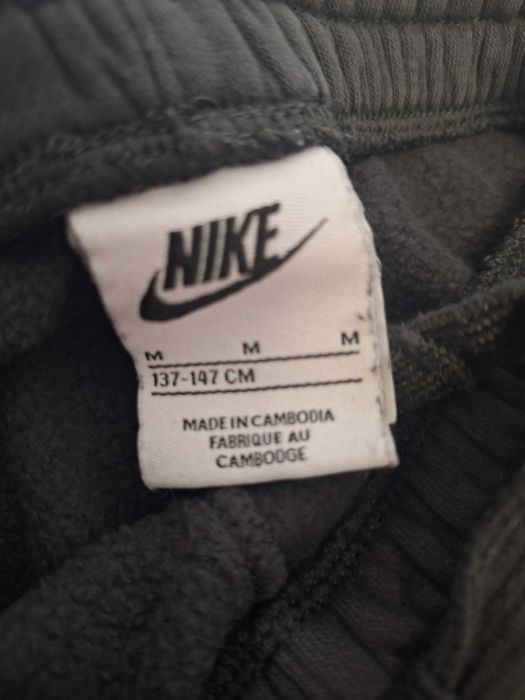 NIKE
M M M
137-147 CM
MADE IN CAMBODIA
FABRIQUE AU
CAMBODGE